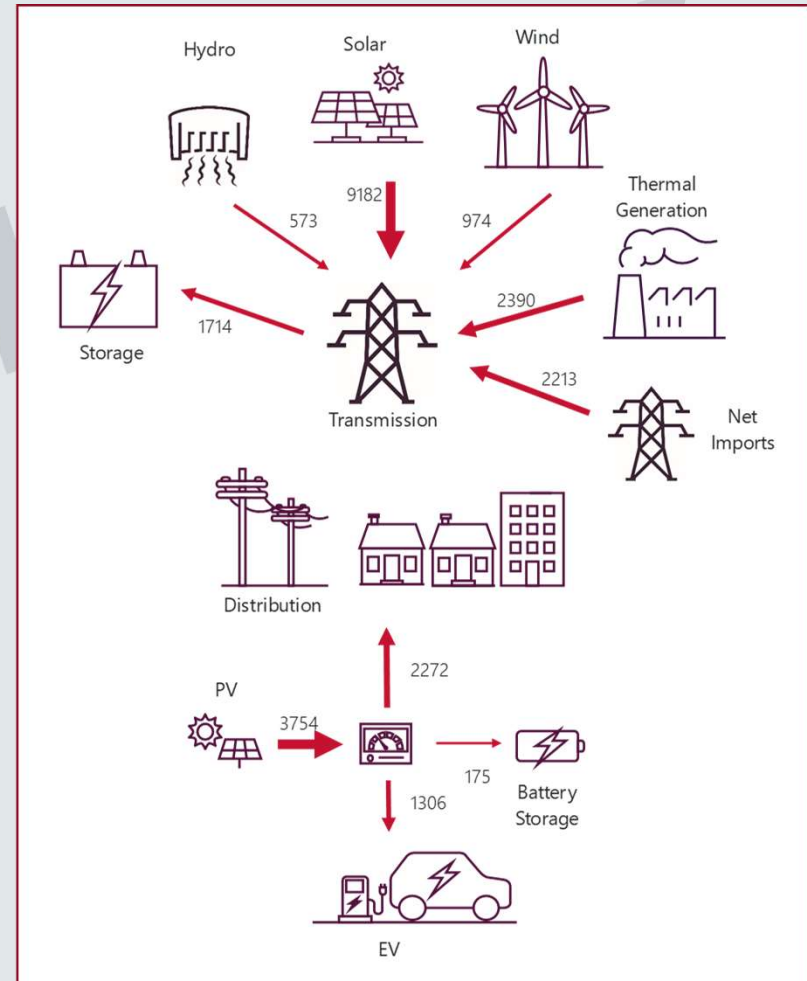 Hydro
Solar
Wind
Thermal
Generation
573
9182
974
2390
Storage
1714
2213
Transmission
Net
Imports
Distribution
2272
PV
3754
175
Battery
Storage
1306
EV